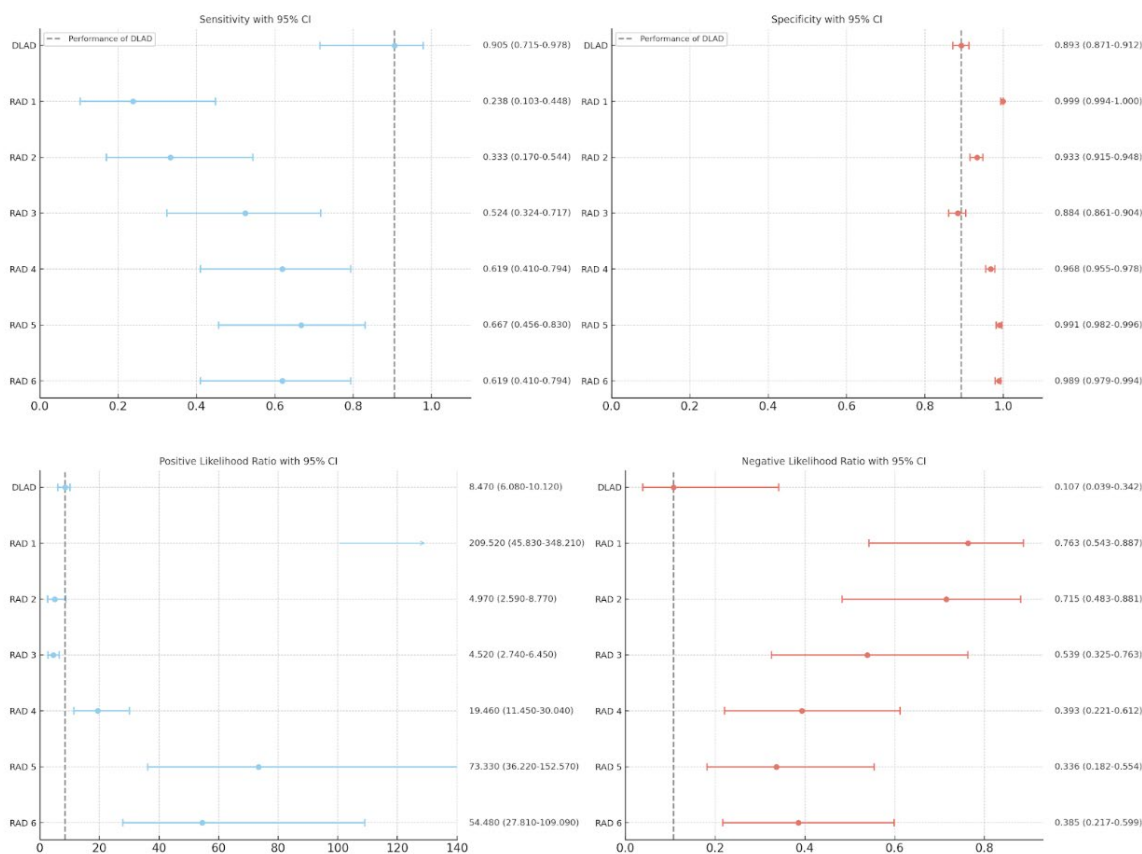 Sensitivity with 95% CI
Performance of DLAD
DLAD 0.905 (0.715-0.978)
RAD 1 0.238 (0.103-0.448)
RAD 2 0.333 (0.170-0.544)
RAD 3 0.524 (0.324-0.717)
RAD 4 0.619 (0.410-0.794)
RAD 5 0.667 (0.456-0.830)
RAD 6 0.619 (0.410-0.794)
0.0 0.2 0.4 0.6 0.8 1.0
Specificity with 95% CI
Performance of DLAD
DLAD 0.893 (0.871-0.912)
RAD 1 0.999 (0.994-1.000)
RAD 2 0.933 (0.915-0.948)
RAD 3 0.884 (0.861-0.904)
RAD 4 0.968 (0.955-0.978)
RAD 5 0.991 (0.982-0.996)
RAD 6 0.989 (0.979-0.994)
0.0 0.2 0.4 0.6 0.8 1.0
Positive Likelihood Ratio with 95% CI
DLAD 8.470 (6.080-10.120)
RAD 1 209.520 (45.830-348.210)
RAD 2 4.970 (2.590-8.770)
RAD 3 4.520 (2.740-6.450)
RAD 4 19.460 (11.450-30.040)
RAD 5 73.330 (36.220-152.570)
RAD 6 54.480 (27.810-109.090)
0 20 40 60 80 100 120 140
Negative Likelihood Ratio with 95% CI
DLAD 0.107 (0.039-0.342)
RAD 1 0.763 (0.543-0.887)
RAD 2 0.715 (0.483-0.881)
RAD 3 0.539 (0.325-0.763)
RAD 4 0.393 (0.221-0.612)
RAD 5 0.336 (0.182-0.554)
RAD 6 0.385 (0.217-0.599)
0.0 0.2 0.4 0.6 0.8